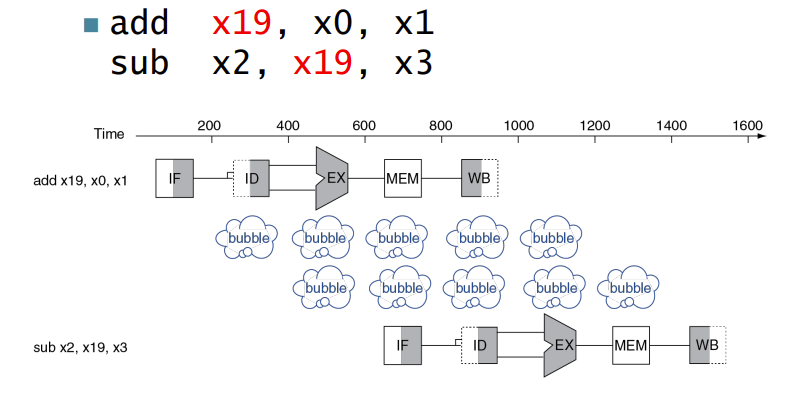 add x19, x0, x1
sub x2, x19, x3
Time 200 400 600 800 1000 1200 1400 1600
add x19, x0, x1 IF ID EX MEM WB
bubble bubble bubble bubble bubble
bubble bubble bubble bubble bubble
sub x2, x19, x3 IF ID EX MEM WB